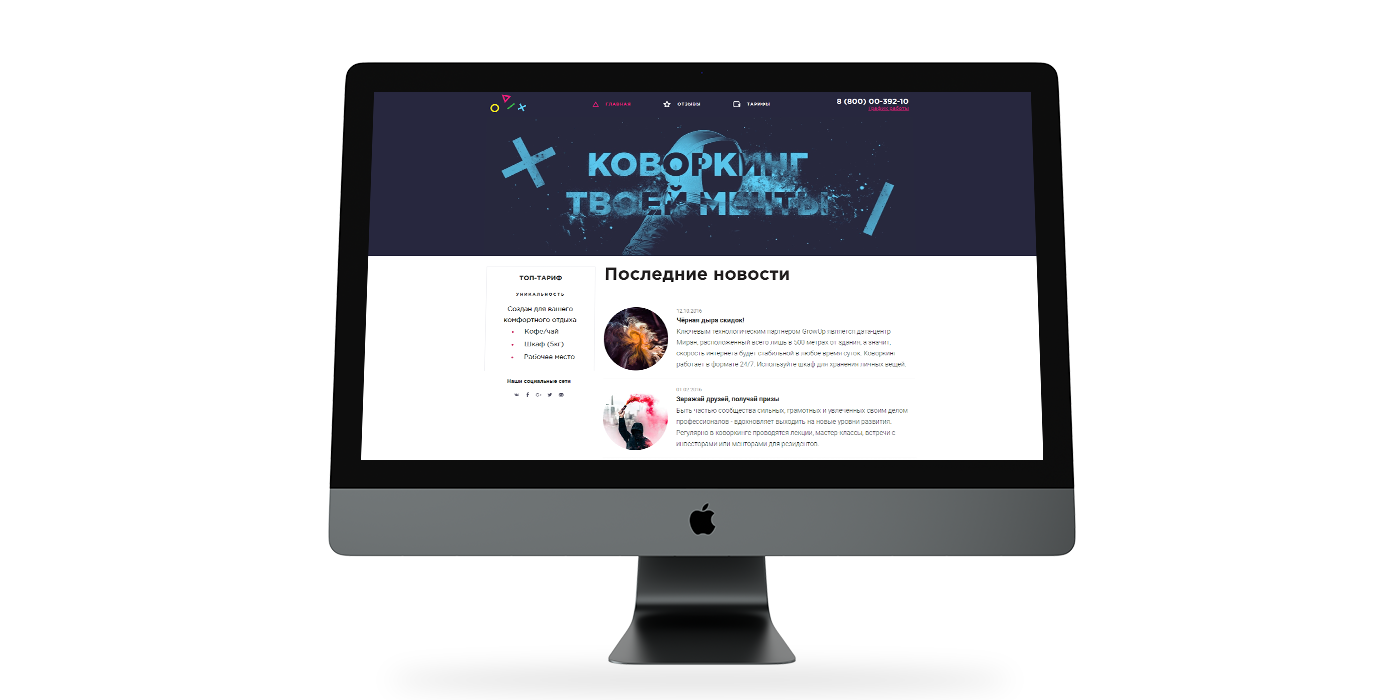 ГЛАВНАЯ
ОТЗЫВЫ
ТАРИФЫ
8 (800) 00-392-10
КОВОРКИНГ
ТВОЕЙ МЕЧТЫ
ТОП-ТАРИФ
УНИКАЛЬНОСТЬ
Создан для вашего
комфортного отдыха
Кофе/чай
Шкаф (5кг)
Рабочее место
Наши социальные сети
Последние новости
12.10.2016
Чёрная дыра скидок!
Ключевым технологическим партнером GrowUp является дата-центр
Миран, расположенный всего лишь в 500 метрах от здания, а значит,
скорость интернета будет стабильной в любое время суток. Коворкинг
работает в формате 24/7. Используйте шкаф для хранения личных вещей.
01.02.2016
Заражай друзей, получай призы
Быть частью сообщества сильных, грамотных и увлеченных своим делом
профессионалов - вдохновляет выходить на новые уровни развития.
Регулярно в коворкинге проводятся лекции, мастер-классы, встречи с
инвесторами или менторами для резидентов.